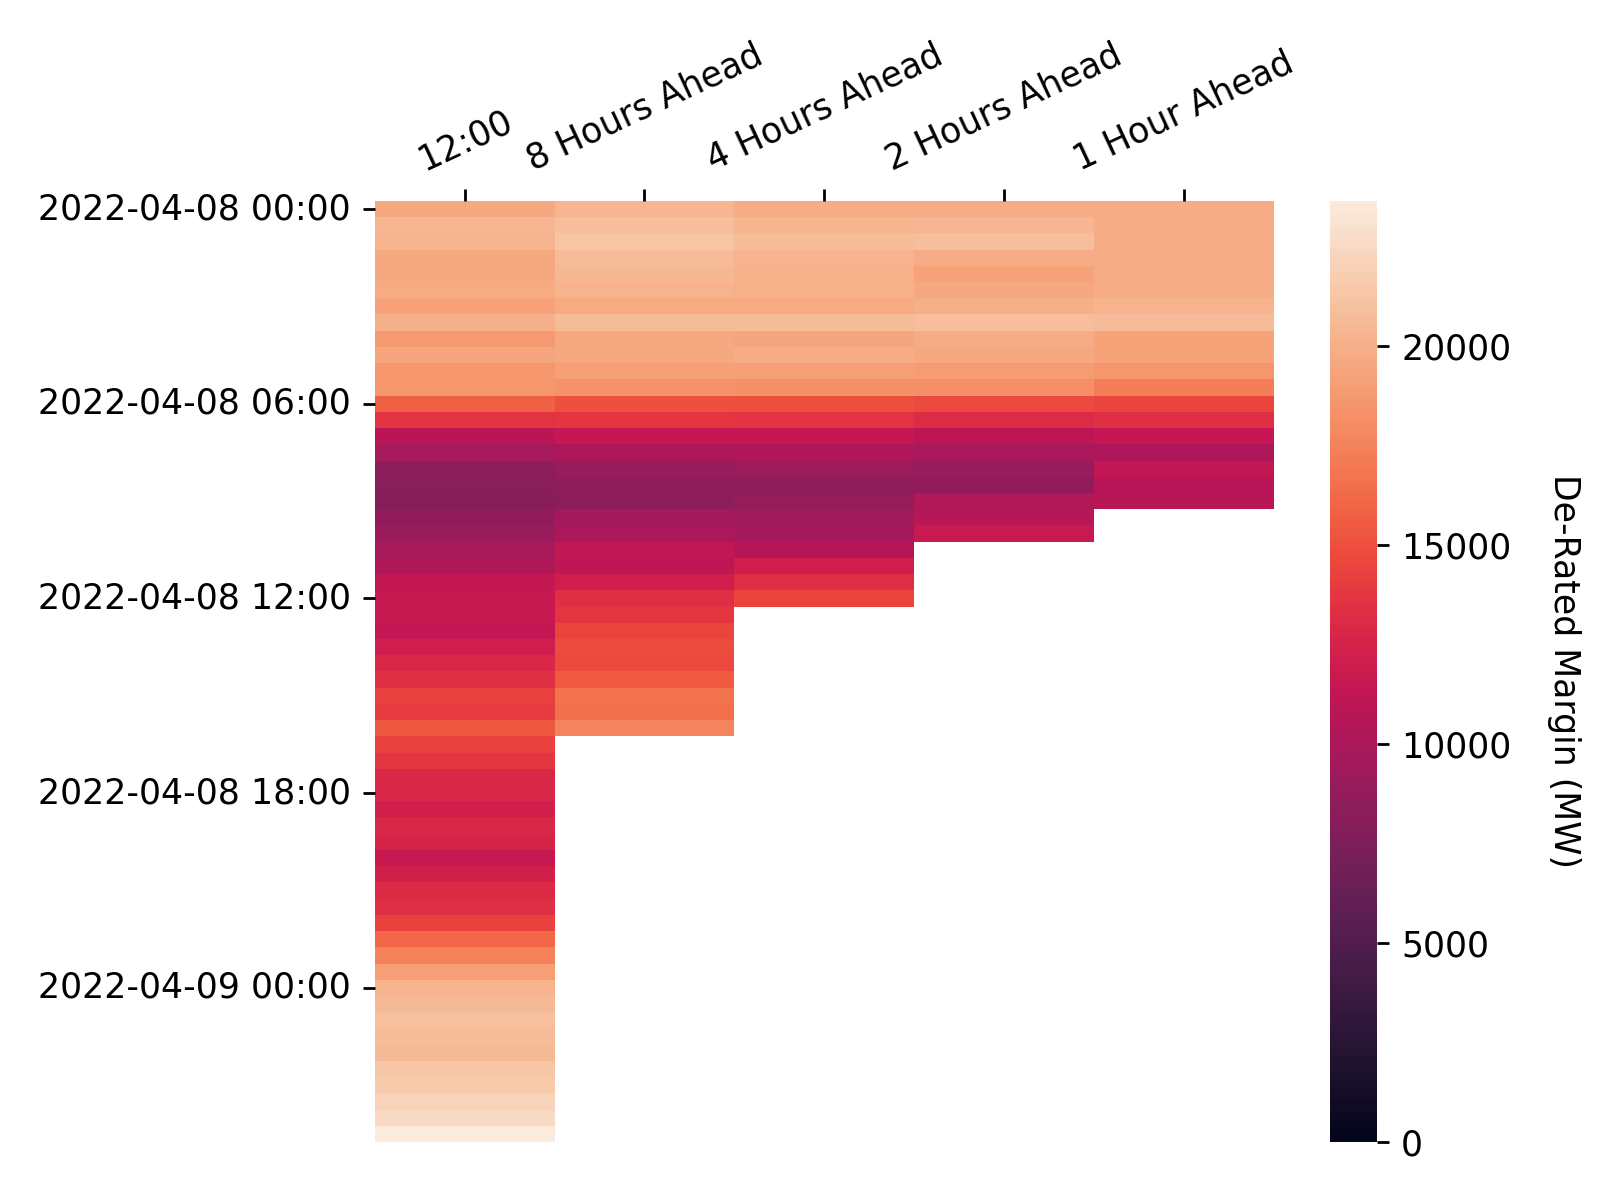 12:00
8 Hours Ahead
4 Hours Ahead
2 Hours Ahead
1 Hour Ahead
2022-04-08 00:00
2022-04-08 06:00
2022-04-08 12:00
2022-04-08 18:00
2022-04-09 00:00
20000
15000
10000
5000
0
De-Rated Margin (MW)